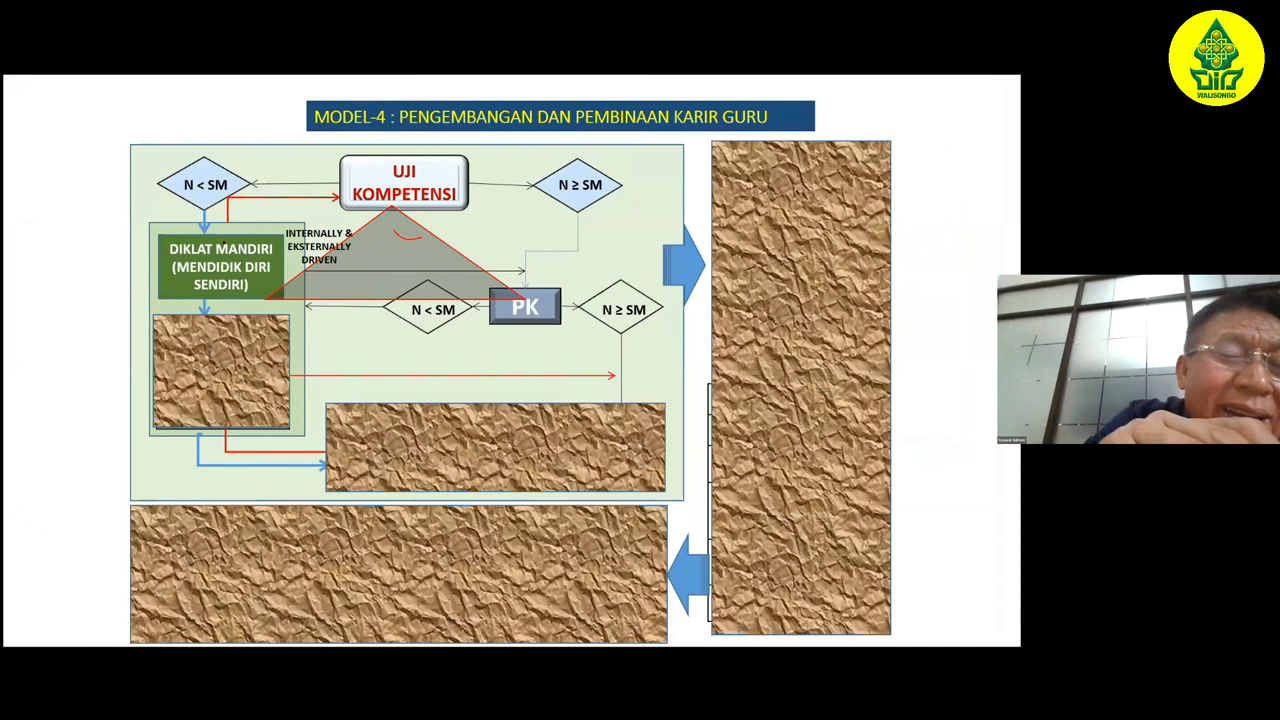 WALISONGO
MODEL-4 : PENGEMBANGAN DAN PEMBINAAN KARIR GURU
N < SM
UJI
KOMPETENSI
N ≥ SM
INTERNALLY &
EKSTERNALLY
DRIVEN
DIKLAT MANDIRI
(MENDIDIK DIRI
SENDIRI)
N < SM
PK
N ≥ SM